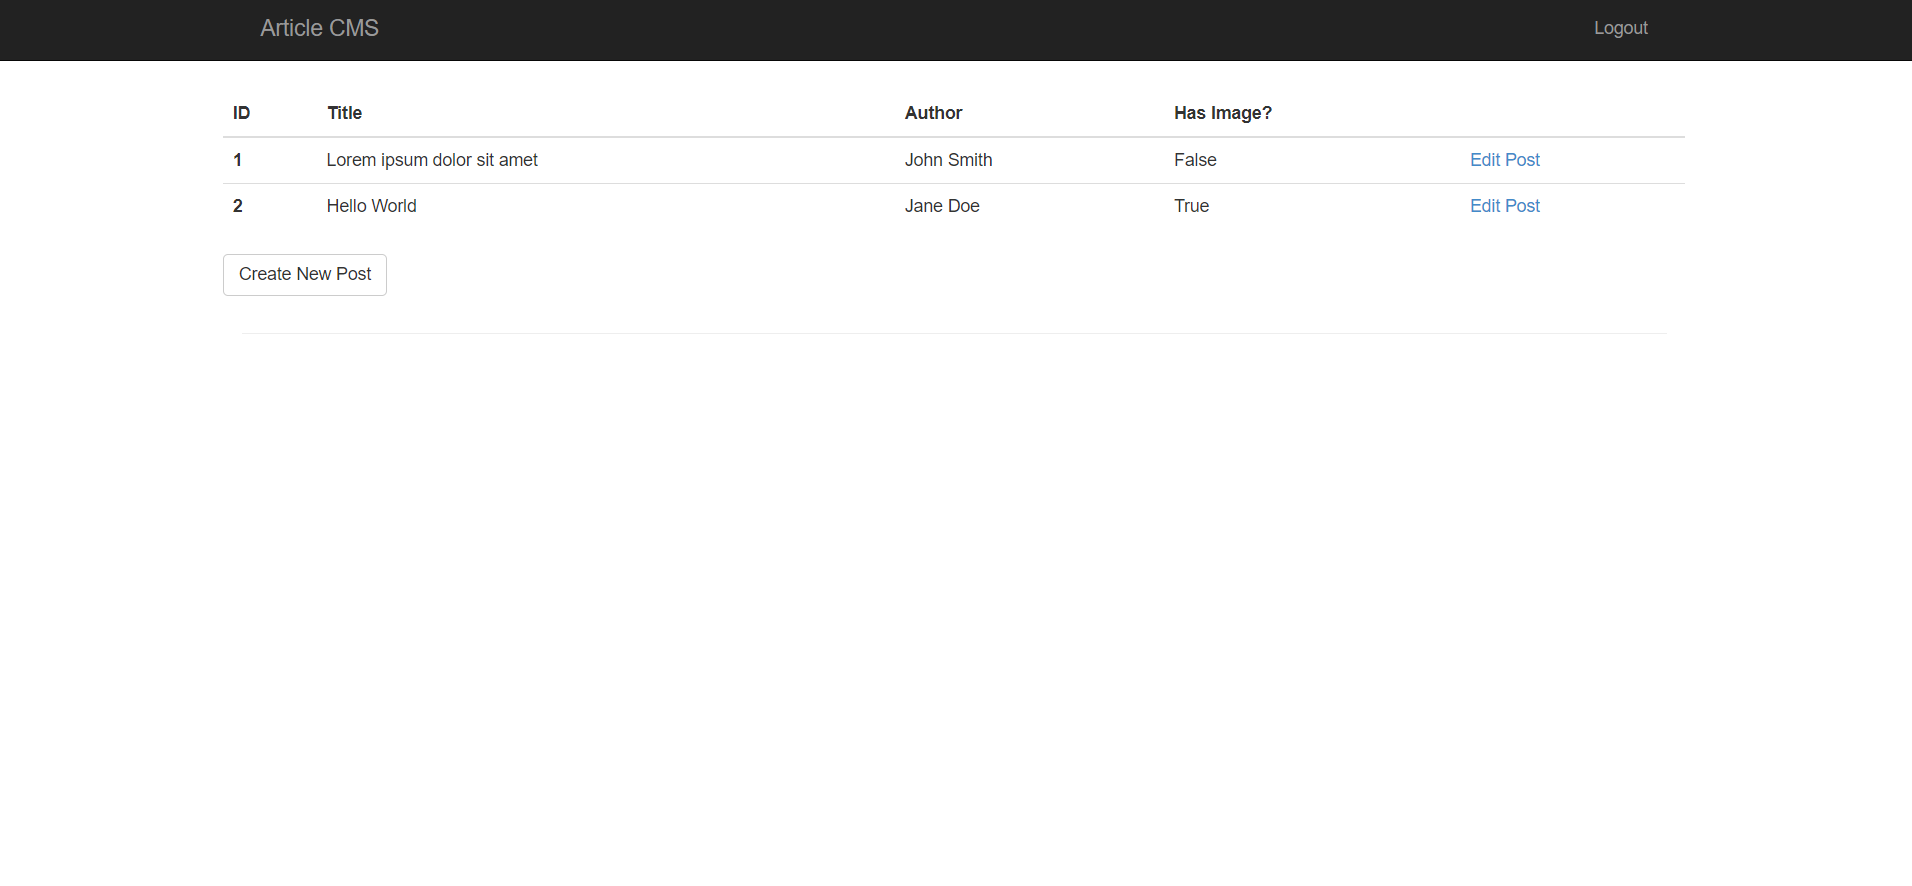 Article CMS Logout
ID Title Author Has Image?
1 Lorem ipsum dolor sit amet John Smith False Edit Post
2 Hello World Jane Doe True Edit Post
Create New Post